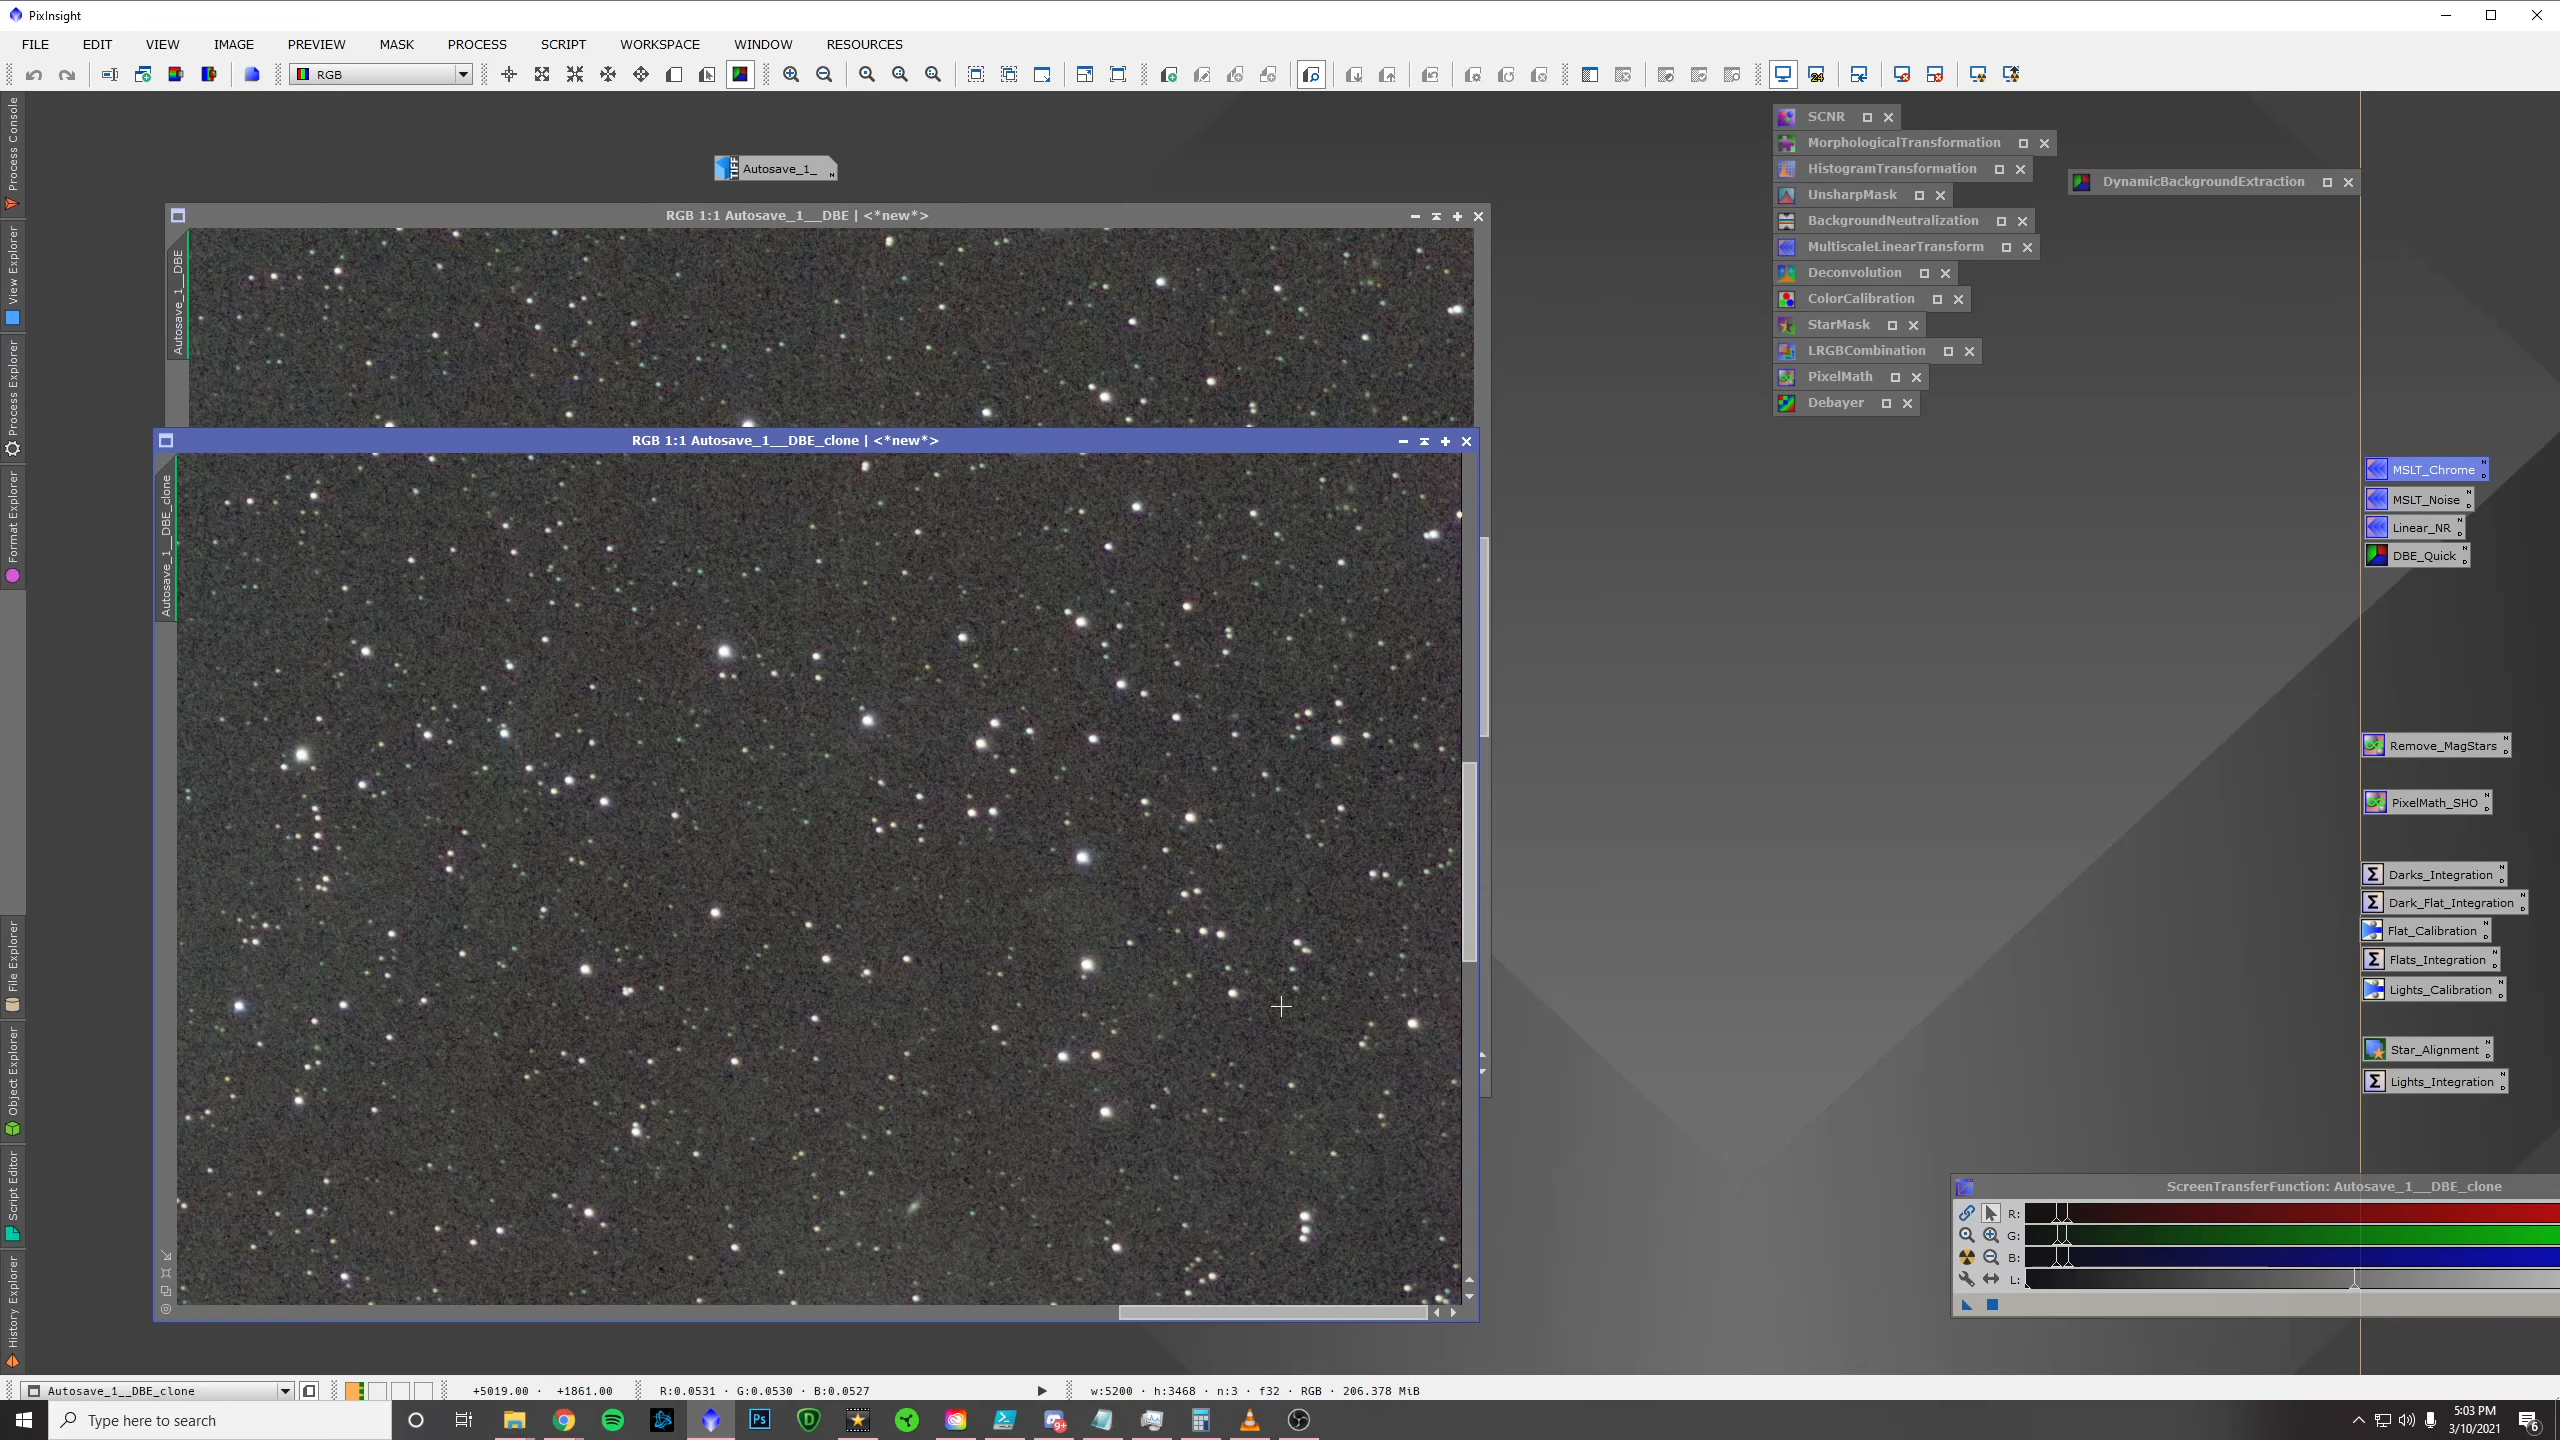 PixInsight
FILE EDIT VIEW IMAGE PREVIEW MASK PROCESS SCRIPT WORKSPACE WINDOW RESOURCES
RGB
24
Process Console
View Explorer
Process Explorer
Format Explorer
File Explorer
Object Explorer
Script Editor
History Explorer
TIFF
Autosave_1_
N
RGB 1:1 Autosave_1__DBE | <*new*>
Autosave_1__DBE
RGB 1:1 Autosave_1__DBE_clone | <*new*>
Autosave_1__DBE_clone
SCNR
MorphologicalTransformation
HistogramTransformation
UnsharpMask
BackgroundNeutralization
MultiscaleLinearTransform
Deconvolution
ColorCalibration
StarMask
LRGBCombination
PixelMath
Debayer
DynamicBackgroundExtraction
MSLT_Chrome
MSLT_Noise
Linear_NR
DBE_Quick
Remove_MagStars
PixelMath_SHO
Darks_Integration
Dark_Flat_Integration
Flat_Calibration
Flats_Integration
Lights_Calibration
Star_Alignment
Lights_Integration
ScreenTransferFunction: Autosave_1__DBE_clone
R:
G:
B:
L:
Autosave_1__DBE_clone
+5019.00 · +1861.00
R:0.0531 · G:0.0530 · B:0.0527
w:5200 · h:3468 · n:3 · f32 · RGB · 206.378 MiB
Type here to search
Ps
9+
5:03 PM
3/10/2021
6